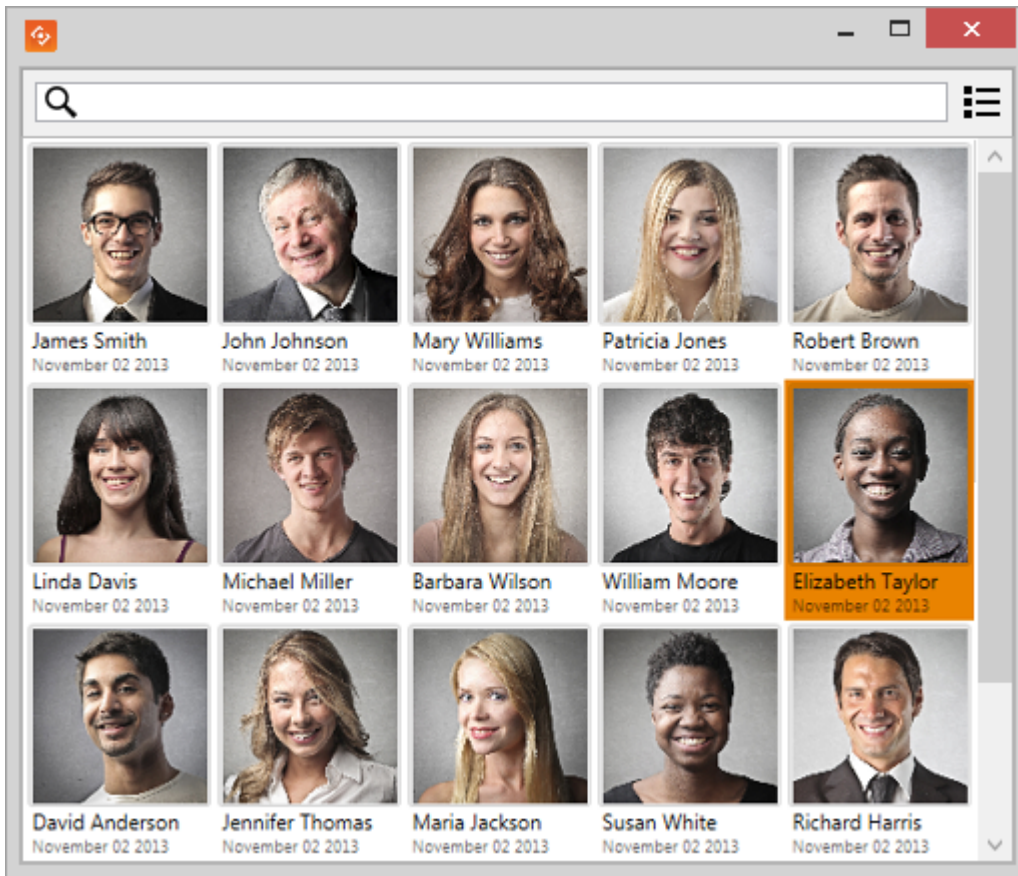 James Smith
November 02 2013
John Johnson
November 02 2013
Mary Williams
November 02 2013
Patricia Jones
November 02 2013
Robert Brown
November 02 2013
Linda Davis
November 02 2013
Michael Miller
November 02 2013
Barbara Wilson
November 02 2013
William Moore
November 02 2013
Elizabeth Taylor
November 02 2013
David Anderson
November 02 2013
Jennifer Thomas
November 02 2013
Maria Jackson
November 02 2013
Susan White
November 02 2013
Richard Harris
November 02 2013